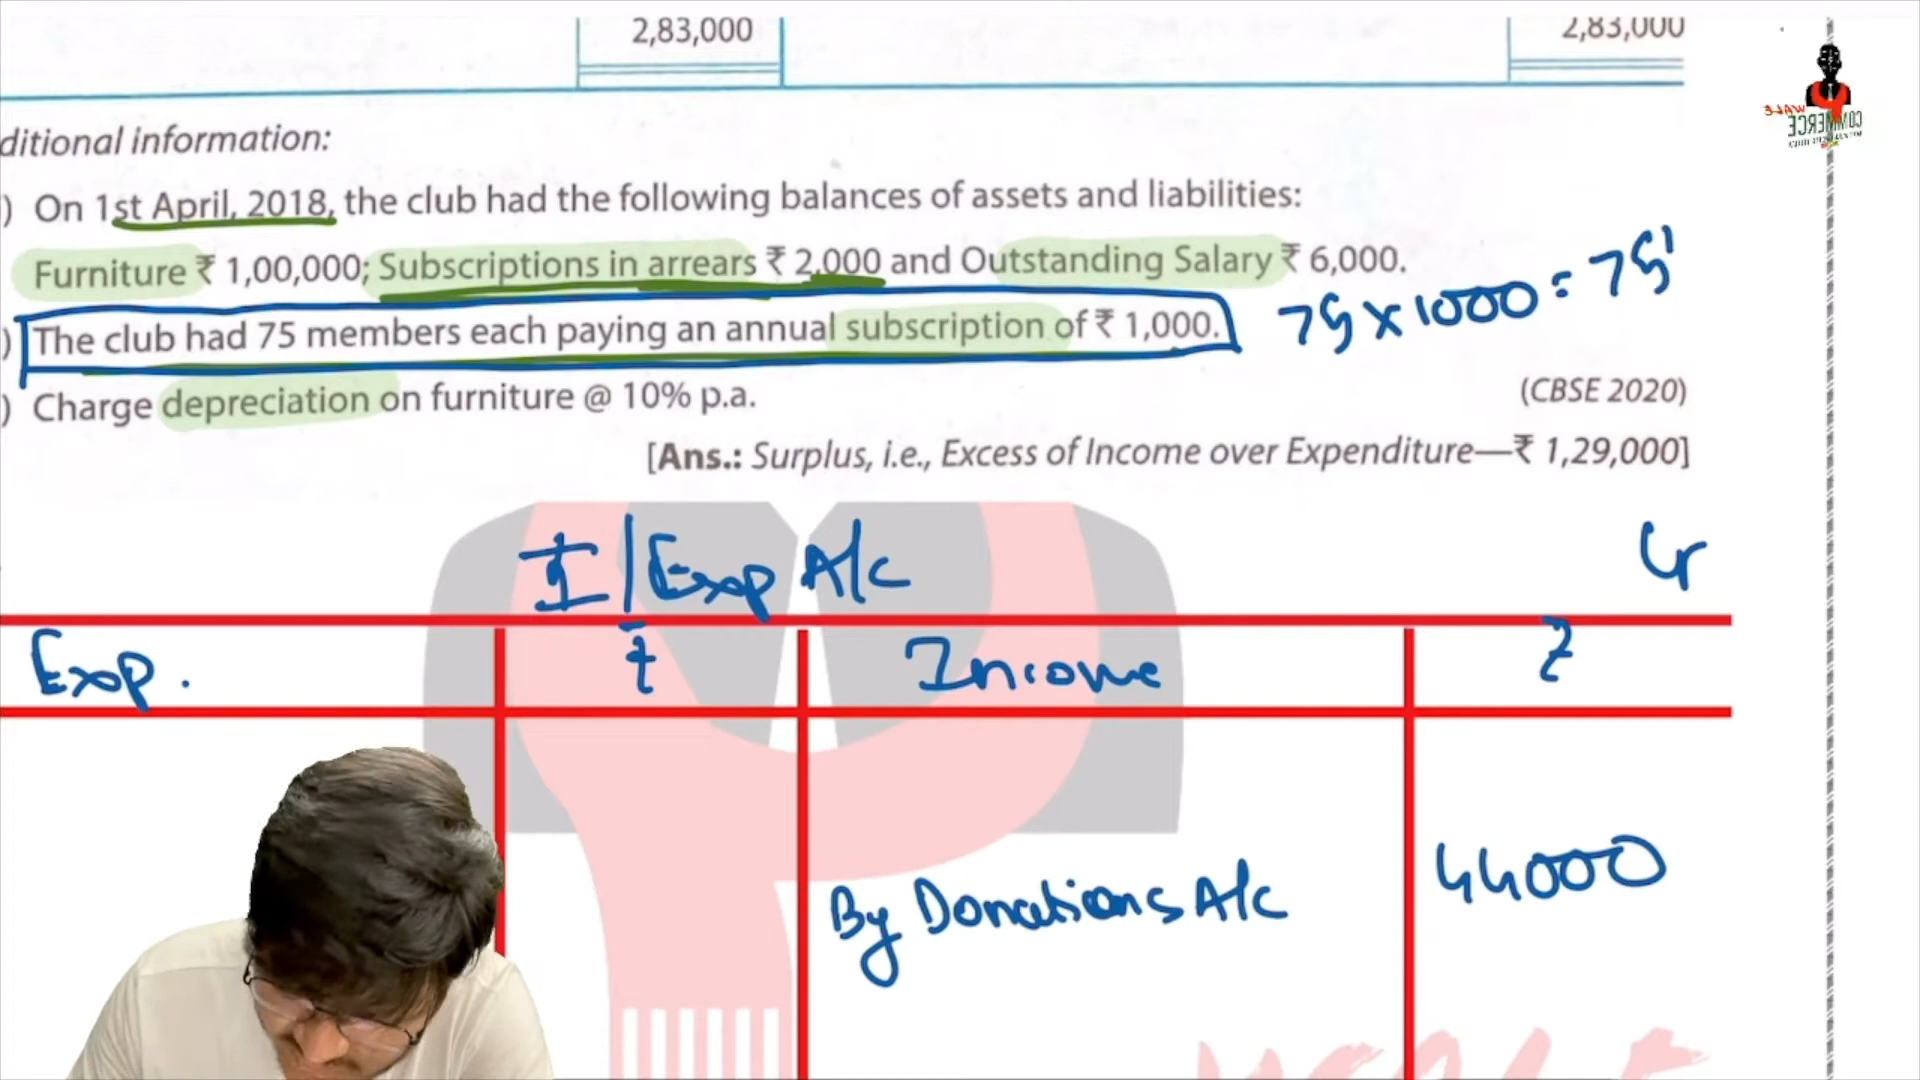 2,83,000 2,83,000
ditional information:
) On 1st April, 2018, the club had the following balances of assets and liabilities:
Furniture ₹ 1,00,000; Subscriptions in arrears ₹ 2,000 and Outstanding Salary ₹ 6,000.
) The club had 75 members each paying an annual subscription of ₹ 1,000.
75 x 1000 = 75'
) Charge depreciation on furniture @ 10% p.a.
(CBSE 2020)
[Ans.: Surplus, i.e., Excess of Income over Expenditure—₹ 1,29,000]
I/Exp A/c Cr
Exp. ₹ Income ₹
By Donations A/c 44000
COMMERCE
WALE